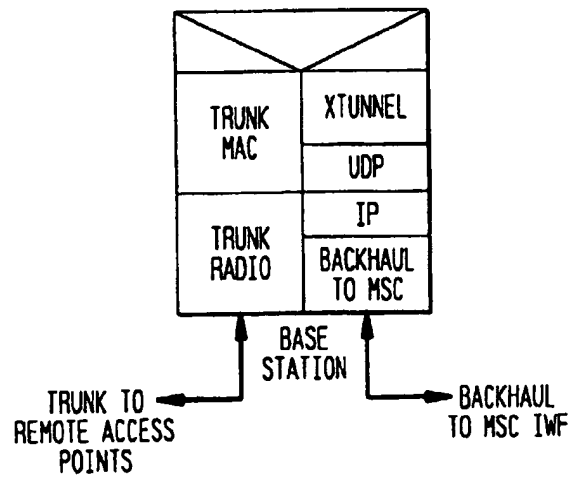 TRUNK
MAC
XTUNNEL
UDP
IP
TRUNK
RADIO
BACKHAUL
TO MSC
BASE
STATION
TRUNK TO
REMOTE ACCESS
POINTS
BACKHAUL
TO MSC IWF